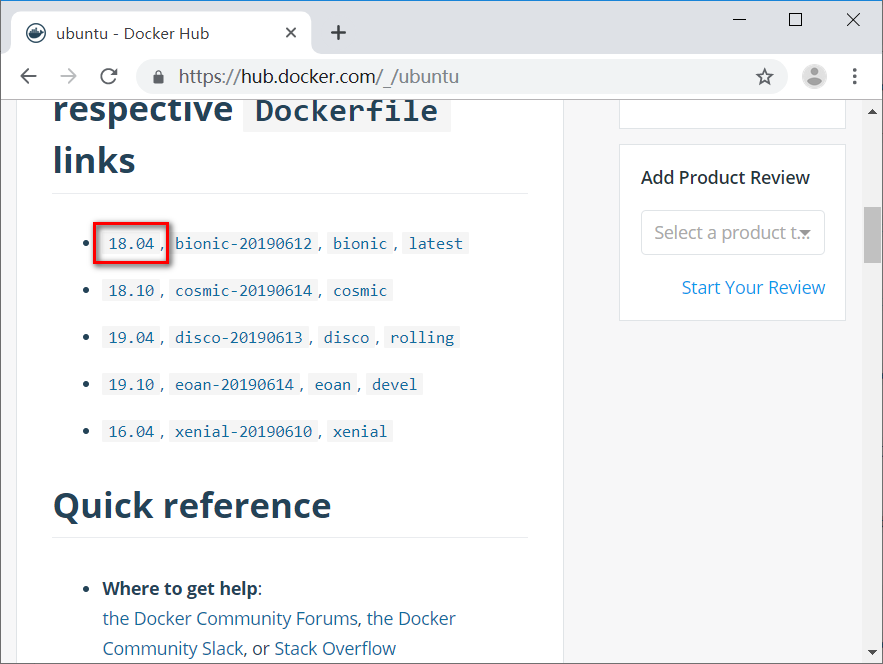 ubuntu - Docker Hub
https://hub.docker.com/_/ubuntu
respective Dockerfile
links
18.04, bionic-20190612, bionic, latest
18.10, cosmic-20190614, cosmic
19.04, disco-20190613, disco, rolling
19.10, eoan-20190614, eoan, devel
16.04, xenial-20190610, xenial
Quick reference
Where to get help:
the Docker Community Forums, the Docker
Community Slack, or Stack Overflow
Add Product Review
Select a product t...
Start Your Review